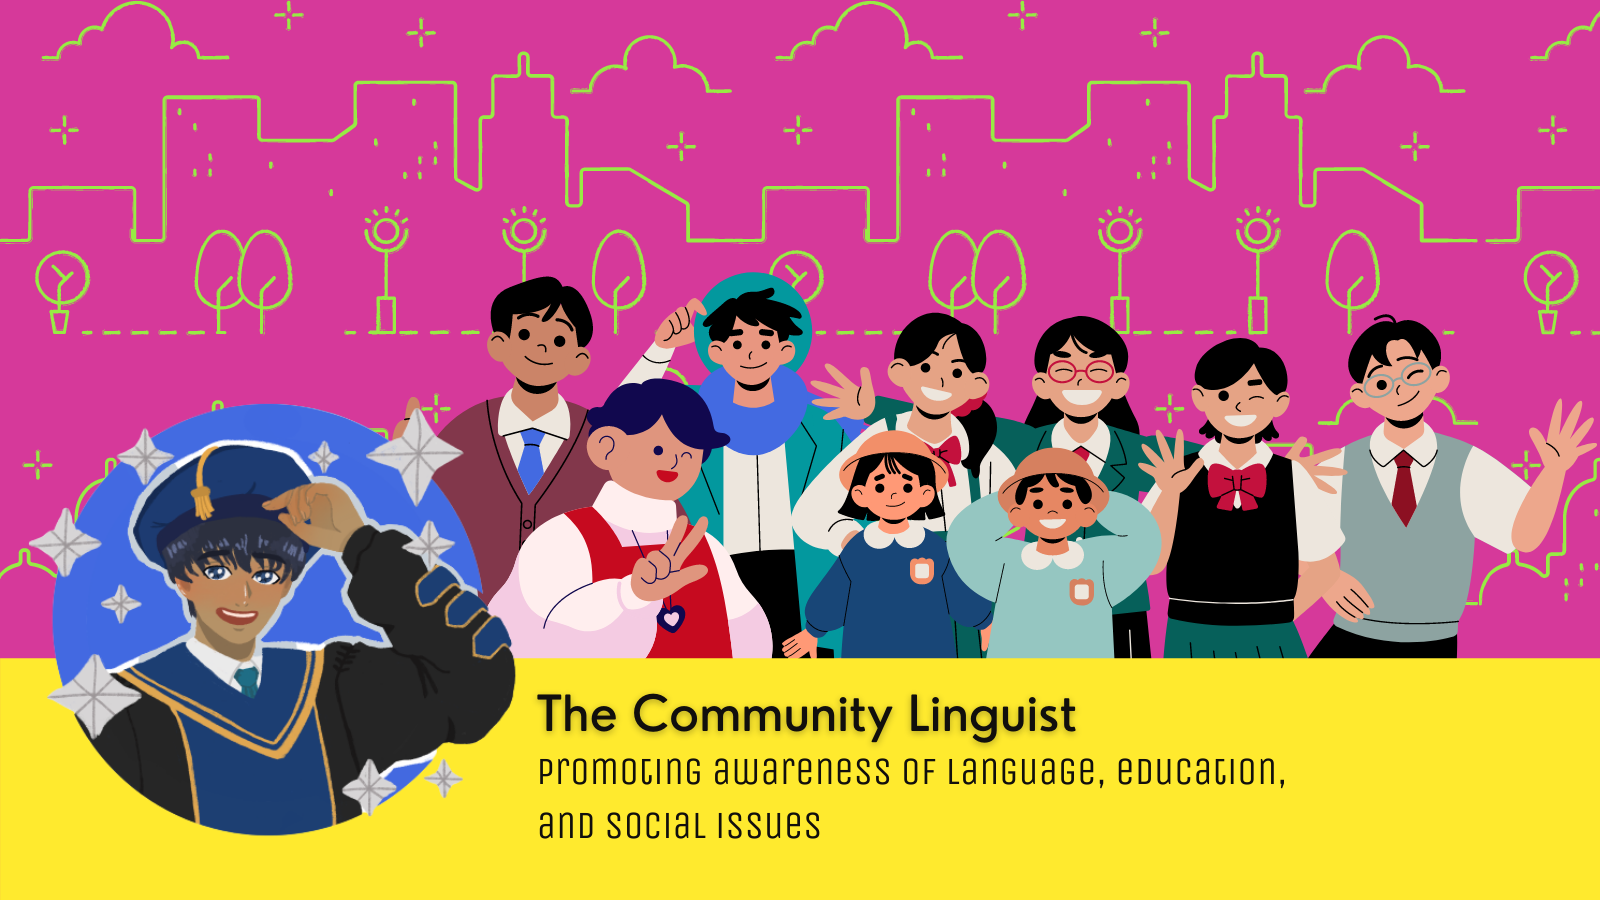 The Community Linguist
Promoting awareness of language, education,
and social issues